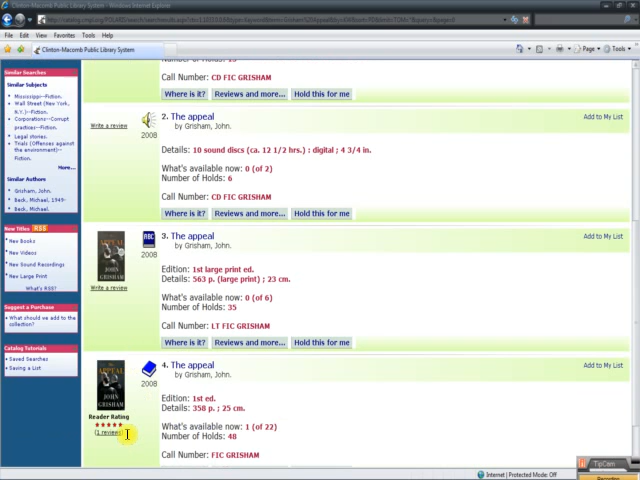 Clinton-Macomb Public Library System - Windows Internet Explorer
File Edit View Favorites Tools Help
Clinton-Macomb Public Library System
Page Tools
Similar Searches
Similar Subjects
Mississippi--Fiction.
Wall Street (New York, N.Y.)--Fiction.
Corporations--Corrupt practices--Fiction.
Legal stories.
Trials (Offenses against the environment)--Fiction.
More...
Similar Authors
Grisham, John.
Beck, Michael, 1949-
Beck, Michael.
New Titles RSS
New Books
New Videos
New Sound Recordings
New Large Print
What's RSS?
Suggest a Purchase
What should we add to the collection?
Catalog Tutorials
Saved Searches
Saving a List
Call Number: CD FIC GRISHAM
Where is it? Reviews and more... Hold this for me
Write a review
2008
2. The appeal
by Grisham, John.
Add to My List
Details: 10 sound discs (ca. 12 1/2 hrs.) : digital ; 4 3/4 in.
What's available now: 0 (of 2)
Number of Holds: 6
Call Number: CD FIC GRISHAM
Where is it? Reviews and more... Hold this for me
APPEAL
JOHN
GRISHAM
Write a review
ABC
2008
3. The appeal
by Grisham, John.
Add to My List
Edition: 1st large print ed.
Details: 563 p. (large print) ; 23 cm.
What's available now: 0 (of 6)
Number of Holds: 35
Call Number: LT FIC GRISHAM
Where is it? Reviews and more... Hold this for me
APPEAL
JOHN
GRISHAM
Reader Rating
(1 reviews)
2008
4. The appeal
by Grisham, John.
Add to My List
Edition: 1st ed.
Details: 358 p. ; 25 cm.
What's available now: 1 (of 22)
Number of Holds: 48
Call Number: FIC GRISHAM
TipCam
Recording
Internet | Protected Mode: Off